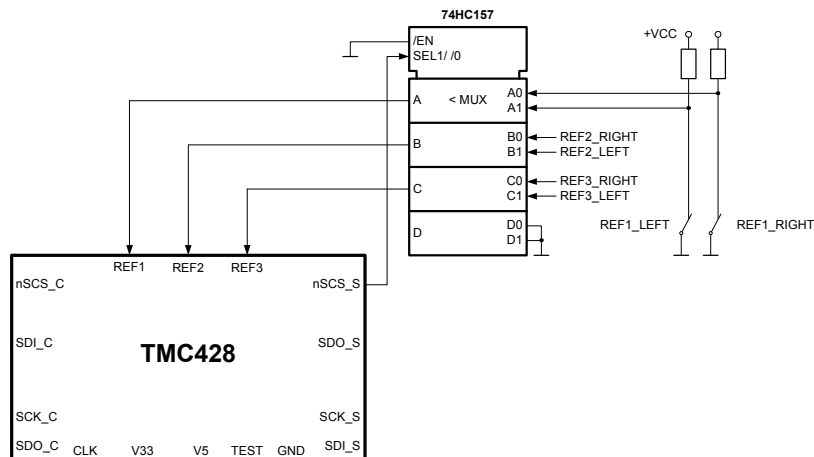 74HC157
/EN
SEL1/ /0
+VCC
A
< MUX
A0
A1
B
B0
B1
REF2_RIGHT
REF2_LEFT
C
C0
C1
REF3_RIGHT
REF3_LEFT
D
D0
D1
REF1_LEFT
REF1_RIGHT
REF1 REF2 REF3
nSCS_C
nSCS_S
SDI_C
SDO_S
TMC428
SCK_C
SCK_S
SDO_C CLK V33 V5 TEST GND SDI_S